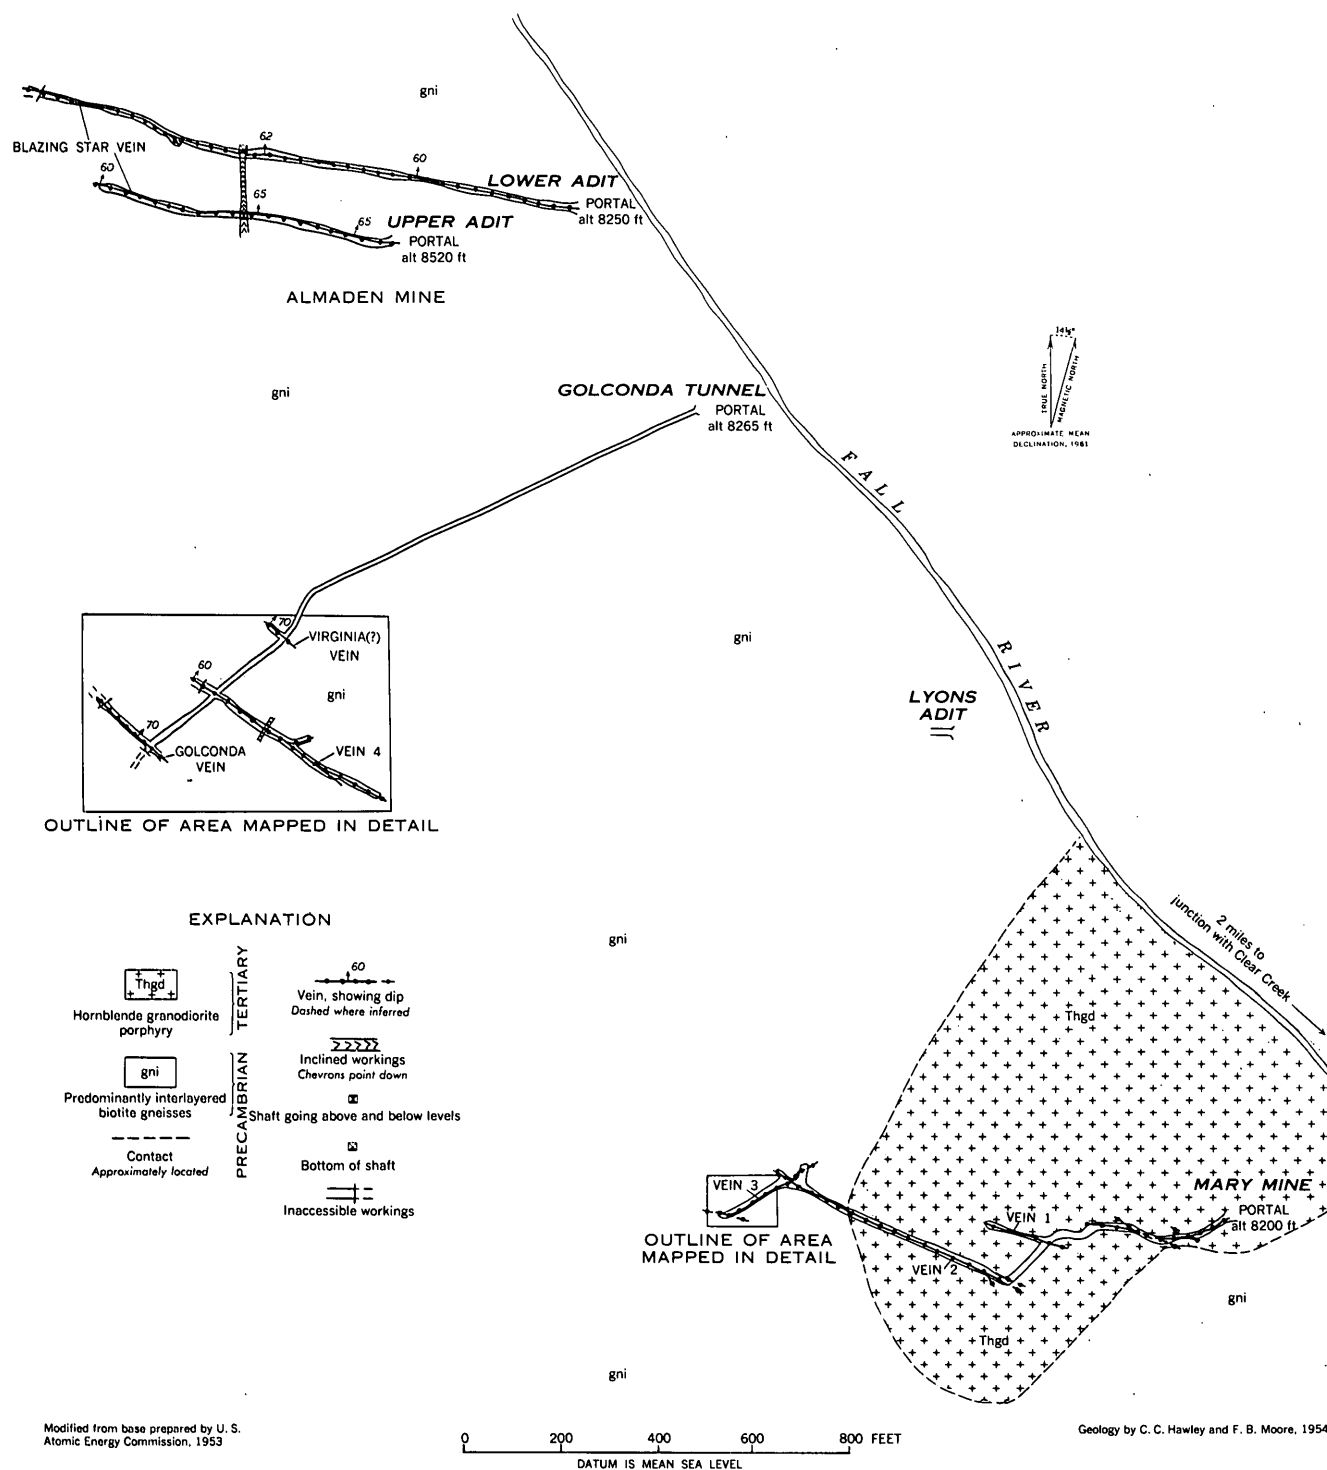 gni
BLAZING STAR VEIN
62
60
60
65
65
LOWER ADIT
PORTAL
alt 8250 ft
UPPER ADIT
PORTAL
alt 8520 ft
ALMADEN MINE
14½°
TRUE NORTH
MAGNETIC NORTH
APPROXIMATE MEAN
DECLINATION, 1961
gni
GOLCONDA TUNNEL
PORTAL
alt 8265 ft
FALL
RIVER
70
VIRGINIA(?)
VEIN
60
gni
70
GOLCONDA
VEIN
VEIN 4
OUTLINE OF AREA MAPPED IN DETAIL
gni
LYONS
ADIT
2 miles to
junction with Clear Creek
EXPLANATION
Thgd
Hornblende granodiorite
porphyry
TERTIARY
gni
Predominantly interlayered
biotite gneisses
PRECAMBRIAN
Contact
Approximately located
60
Vein, showing dip
Dashed where inferred
Inclined workings
Chevrons point down
Shaft going above and below levels
Bottom of shaft
Inaccessible workings
gni
Thgd
VEIN 3
OUTLINE OF AREA
MAPPED IN DETAIL
VEIN 1
VEIN 2
MARY MINE
PORTAL
alt 8200 ft
gni
Thgd
gni
Modified from base prepared by U. S.
Atomic Energy Commission, 1953
0 200 400 600 800 FEET
DATUM IS MEAN SEA LEVEL
Geology by C. C. Hawley and F. B. Moore, 1954